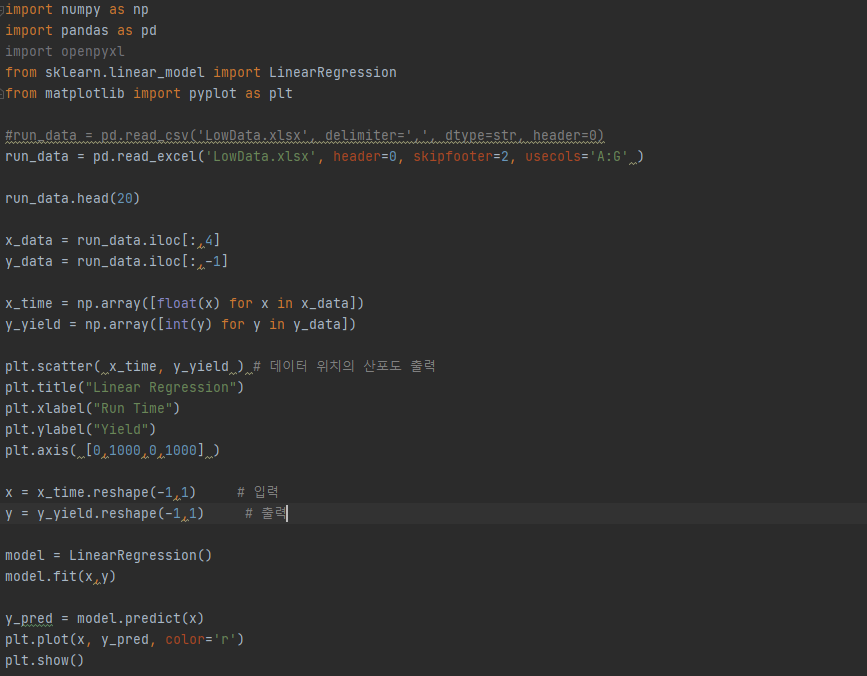 import numpy as np
import pandas as pd
import openpyxl
from sklearn.linear_model import LinearRegression
from matplotlib import pyplot as plt
#run_data = pd.read_csv('LowData.xlsx', delimiter=',', dtype=str, header=0)
run_data = pd.read_excel('LowData.xlsx', header=0, skipfooter=2, usecols='A:G' )
run_data.head(20)
x_data = run_data.iloc[:,4]
y_data = run_data.iloc[:,-1]
x_time = np.array([float(x) for x in x_data])
y_yield = np.array([int(y) for y in y_data])
plt.scatter( x_time, y_yield ) # 데이터 위치의 산포도 출력
plt.title("Linear Regression")
plt.xlabel("Run Time")
plt.ylabel("Yield")
plt.axis( [0,1000,0,1000] )
x = x_time.reshape(-1,1)     # 입력
y = y_yield.reshape(-1,1)     # 출력
model = LinearRegression()
model.fit(x,y)
y_pred = model.predict(x)
plt.plot(x, y_pred, color='r')
plt.show()